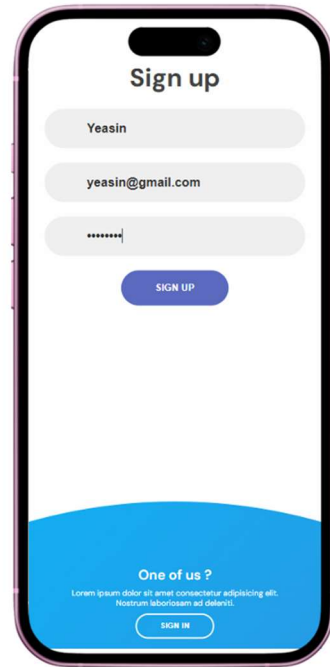 Sign up
Yeasin
yeasin@gmail.com
••••••••
SIGN UP
One of us ?
Lorem ipsum dolor sit amet consectetur adipisicing elit.
Nostrum laboriosam ad deleniti.
SIGN IN